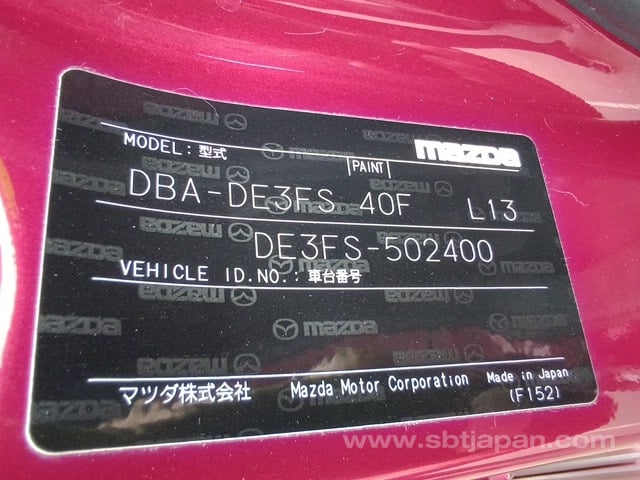 mazda
MODEL: 型式 PAINT
DBA-DE3FS 40F L13
DE3FS-502400
VEHICLE ID.NO.: 車台番号
mazda
マツダ株式会社 Mazda Motor Corporation Made in Japan
(F152)
www.sbtjapan.com